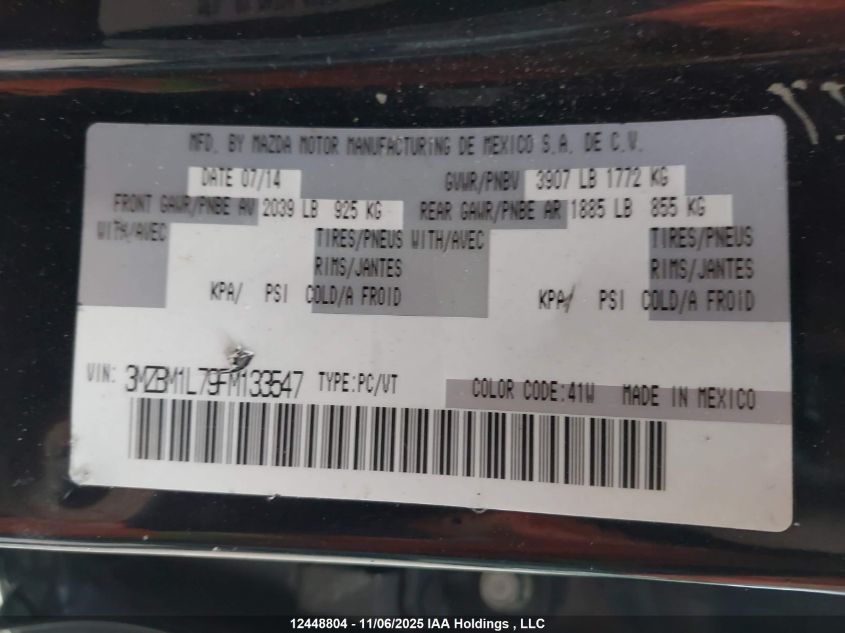 MFD. BY MAZDA MOTOR MANUFACTURING DE MEXICO S.A. DE C.V.
DATE 07/14 GVWR/PNBV 3907 LB 1772 KG
FRONT GAWR/PNBE AV 2039 LB 925 KG REAR GAWR/PNBE AR 1885 LB 855 KG
WITH/AVEC TIRES/PNEUS WITH/AVEC TIRES/PNEUS
RIMS/JANTES RIMS/JANTES
KPA/ PSI COLD/A FROID KPA/ PSI COLD/A FROID
VIN: 3MZBM1L79FM133547 TYPE:PC/VT COLOR CODE:41W MADE IN MEXICO
12448804 - 11/06/2025 IAA Holdings , LLC